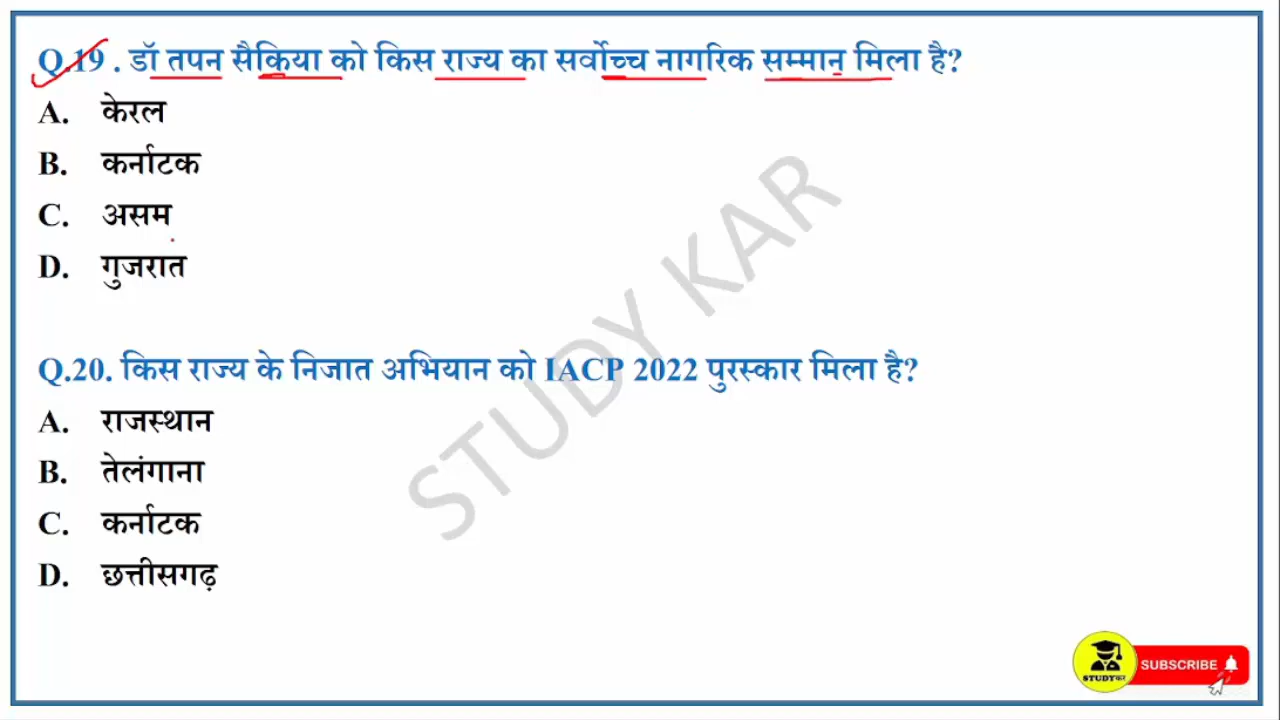 Q.19 . डॉ तपन सैकिया को किस राज्य का सर्वोच्च नागरिक सम्मान मिला है?
A. केरल
B. कर्नाटक
C. असम
D. गुजरात
Q.20. किस राज्य के निजात अभियान को IACP 2022 पुरस्कार मिला है?
A. राजस्थान
B. तेलंगाना
C. कर्नाटक
D. छत्तीसगढ़
STUDY KAR
STUDYकर
SUBSCRIBE